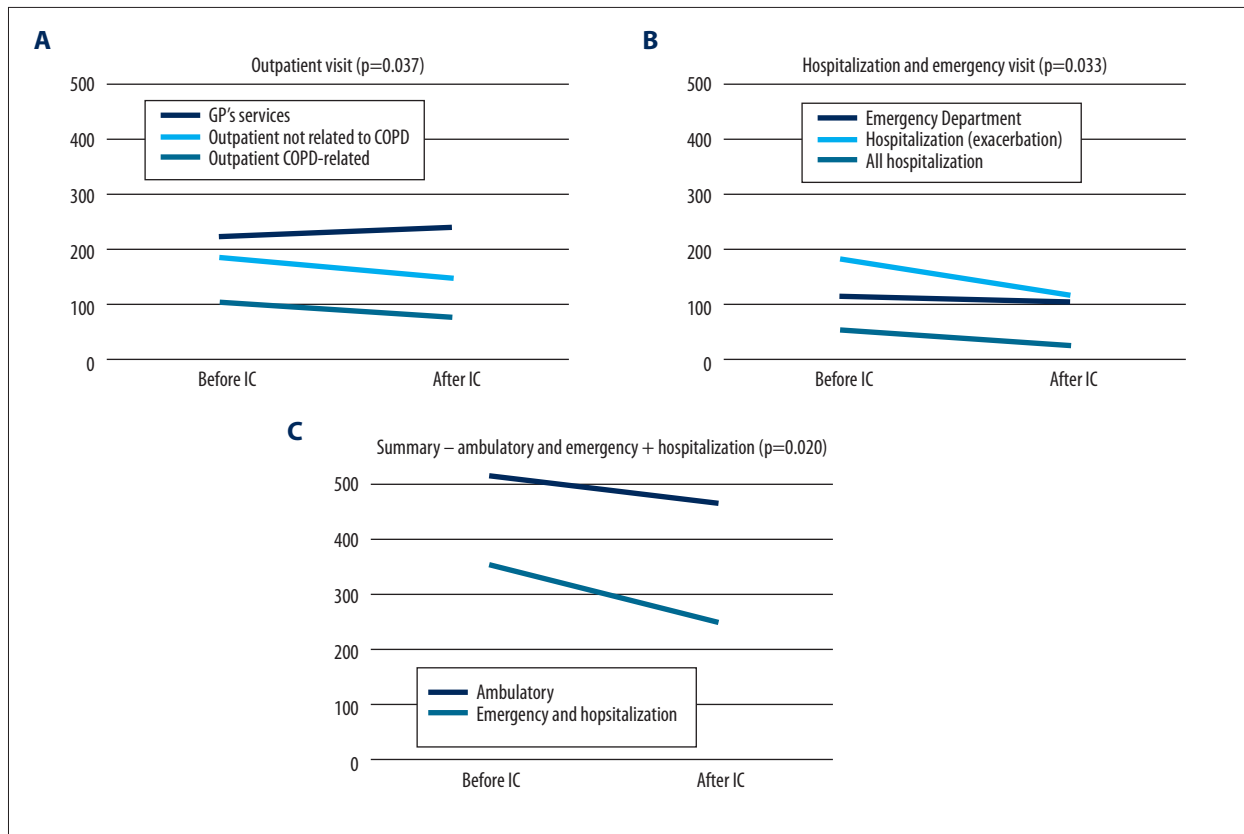 A
Outpatient visit (p=0.037)
500
400
300
200
100
0
GP's services
Outpatient not related to COPD
Outpatient COPD-related
Before IC
After IC
B
Hospitalization and emergency visit (p=0.033)
500
400
300
200
100
0
Emergency Department
Hospitalization (exacerbation)
All hospitalization
Before IC
After IC
C
Summary – ambulatory and emergency + hospitalization (p=0.020)
500
400
300
200
100
0
Ambulatory
Emergency and hopsitalization
Before IC
After IC